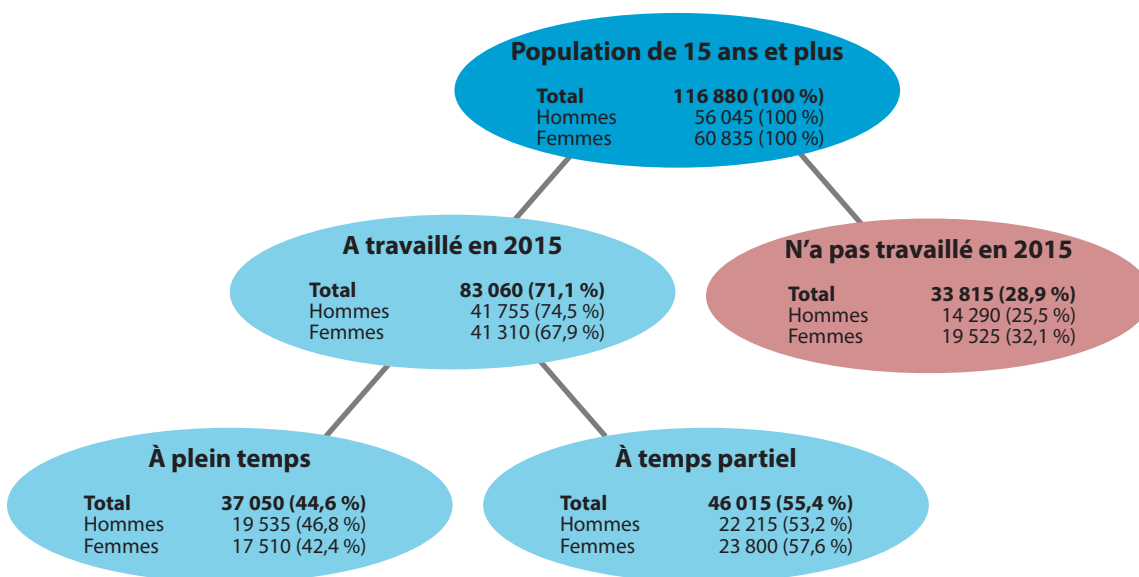 Population de 15 ans et plus
Total 116 880 (100 %)
Hommes 56 045 (100 %)
Femmes 60 835 (100 %)
A travaillé en 2015
Total 83 060 (71,1 %)
Hommes 41 755 (74,5 %)
Femmes 41 310 (67,9 %)
N'a pas travaillé en 2015
Total 33 815 (28,9 %)
Hommes 14 290 (25,5 %)
Femmes 19 525 (32,1 %)
À plein temps
Total 37 050 (44,6 %)
Hommes 19 535 (46,8 %)
Femmes 17 510 (42,4 %)
À temps partiel
Total 46 015 (55,4 %)
Hommes 22 215 (53,2 %)
Femmes 23 800 (57,6 %)